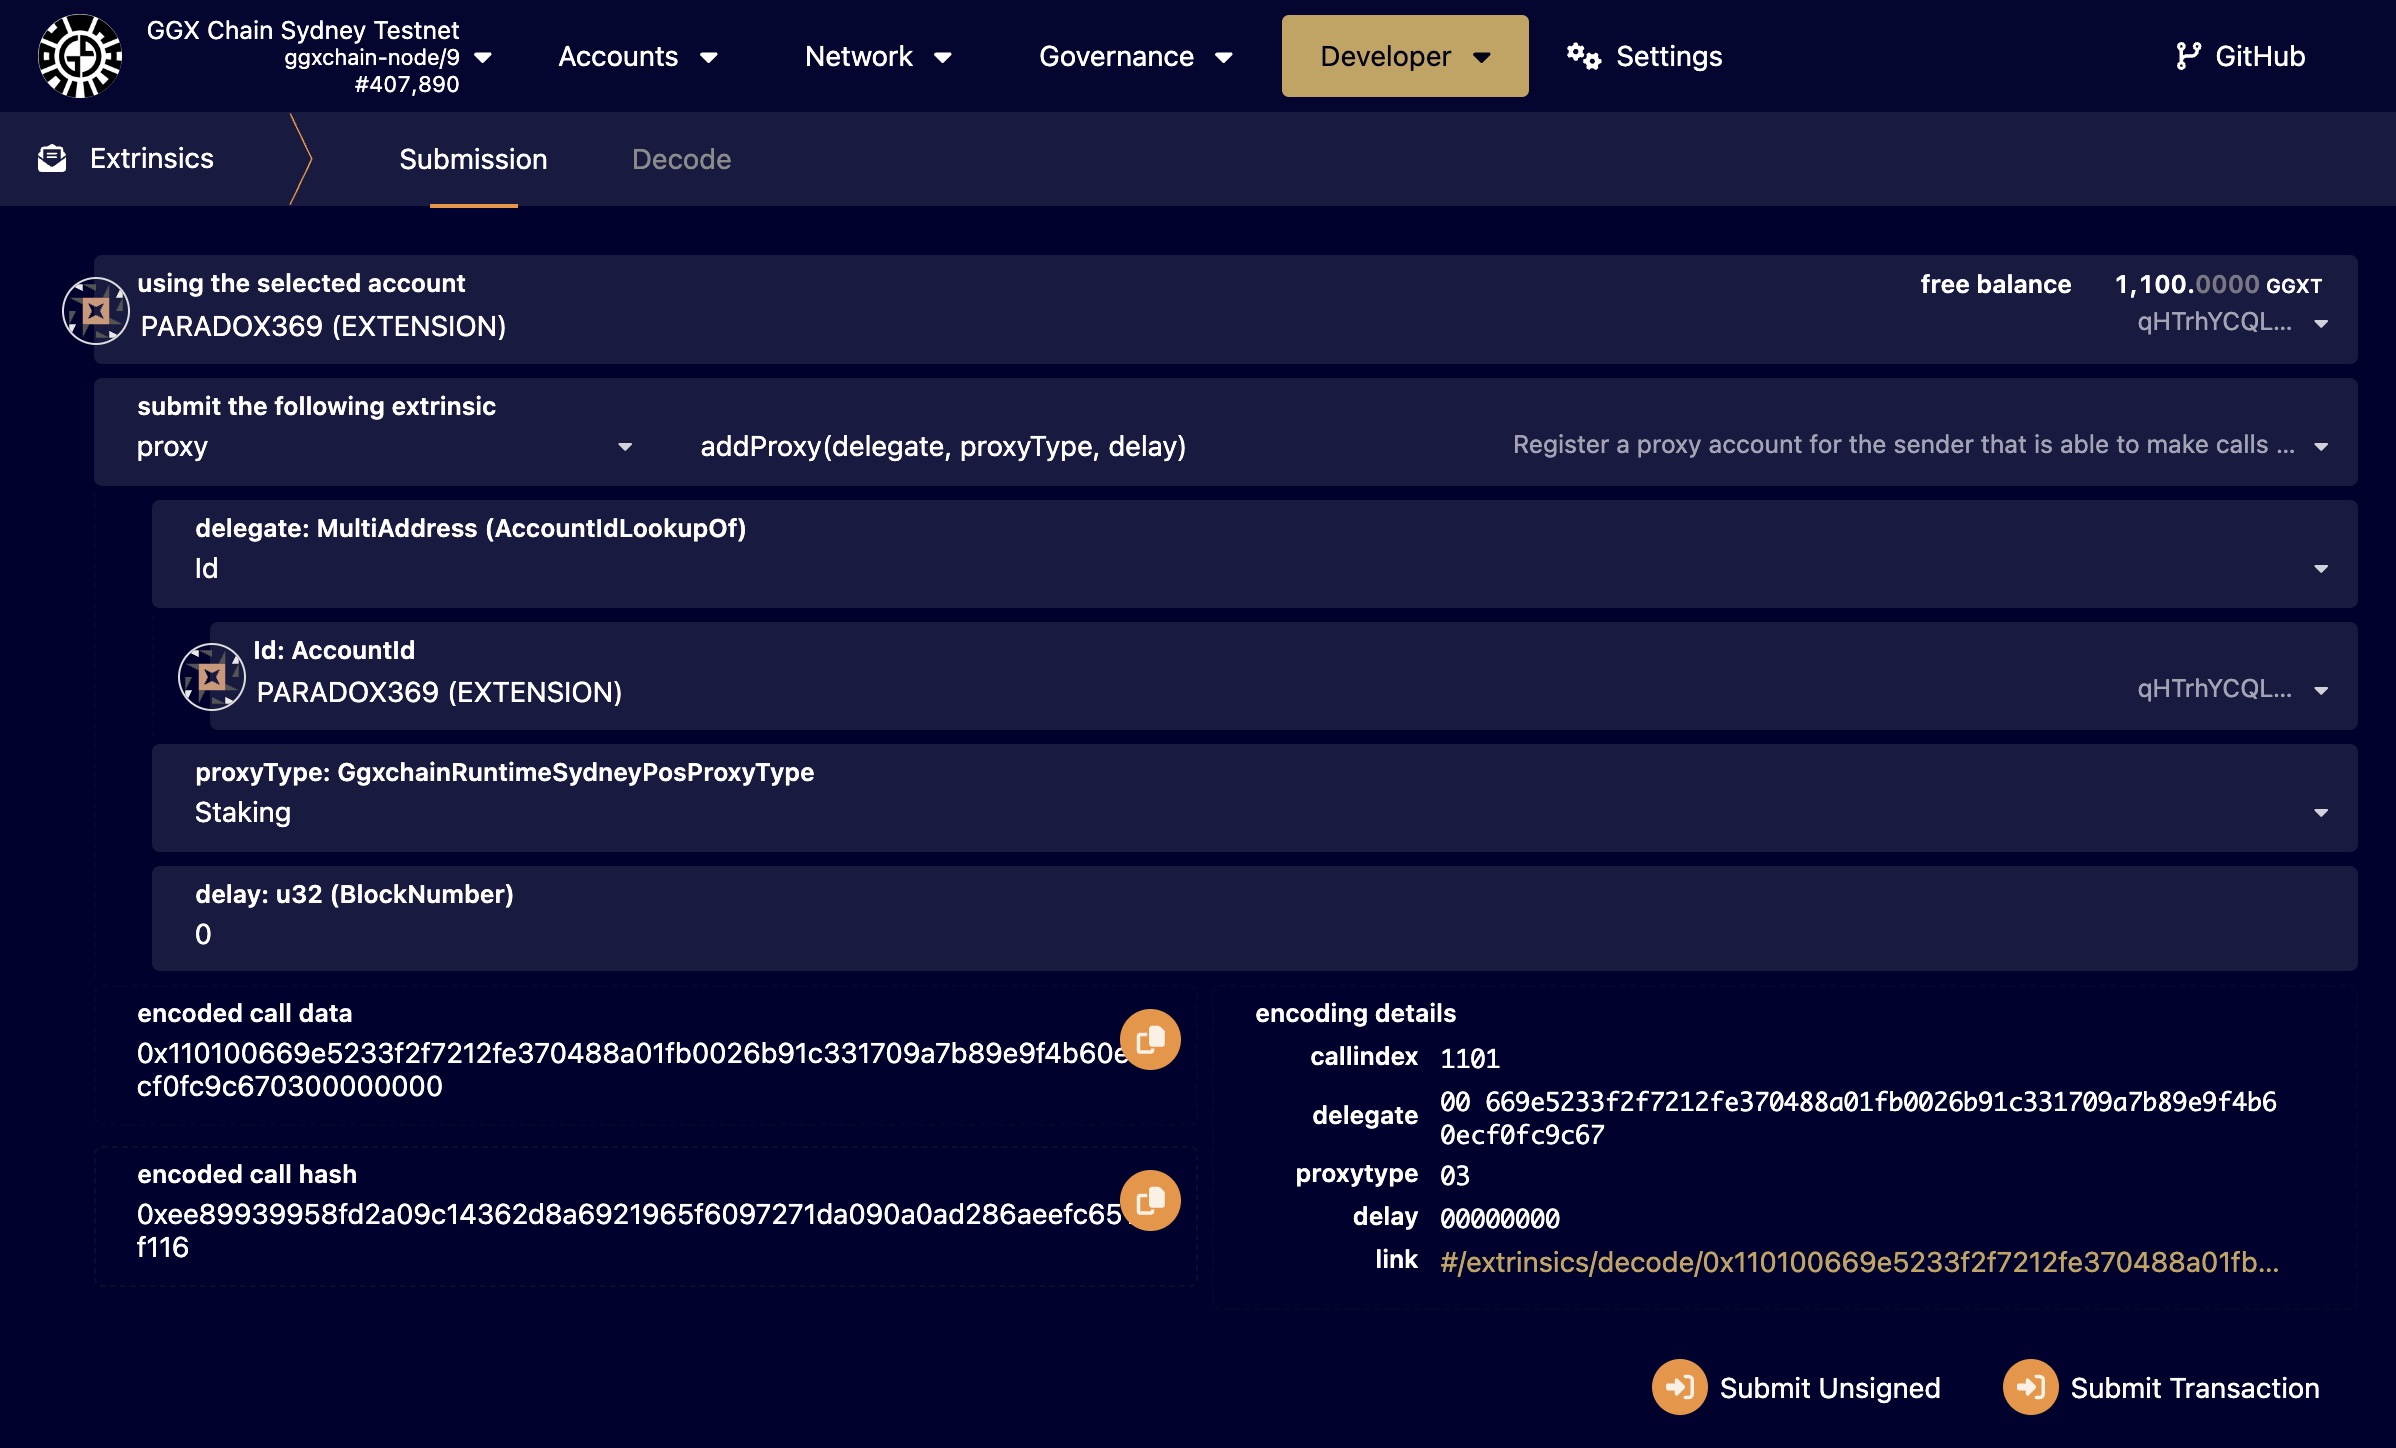 GGX Chain Sydney Testnet
ggxchain-node/9
#407,890
Accounts
Network
Governance
Developer
Settings
GitHub
Extrinsics
Submission
Decode
using the selected account
PARADOX369 (EXTENSION)
free balance 1,100.0000 GGXT
qHTrhYCQL...
submit the following extrinsic
proxy
addProxy(delegate, proxyType, delay)
Register a proxy account for the sender that is able to make calls ...
delegate: MultiAddress (AccountIdLookupOf)
Id
Id: AccountId
PARADOX369 (EXTENSION)
qHTrhYCQL...
proxyType: GgxchainRuntimeSydneyPosProxyType
Staking
delay: u32 (BlockNumber)
0
encoded call data
0x110100669e5233f2f7212fe370488a01fb0026b91c331709a7b89e9f4b60e
cf0fc9c670300000000
encoded call hash
0xee89939958fd2a09c14362d8a6921965f6097271da090a0ad286aeefc65
f116
encoding details
callindex 1101
delegate 00 669e5233f2f7212fe370488a01fb0026b91c331709a7b89e9f4b6
0ecf0fc9c67
proxytype 03
delay 00000000
link #/extrinsics/decode/0x110100669e5233f2f7212fe370488a01fb...
Submit Unsigned
Submit Transaction